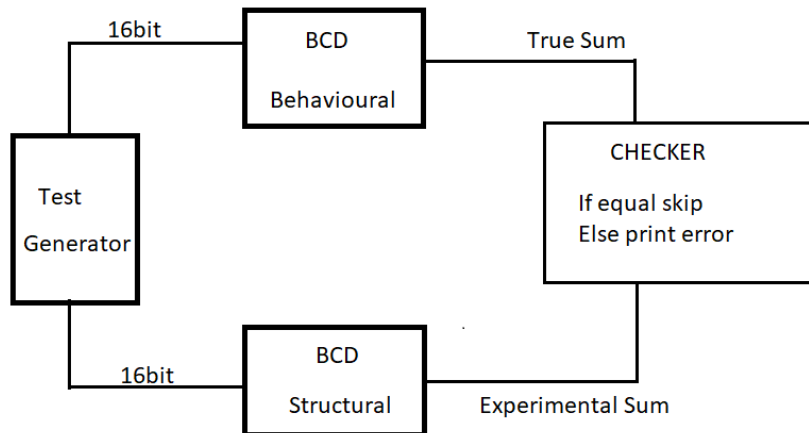 16bit
BCD
Behavioural
True Sum
Test
Generator
CHECKER
If equal skip
Else print error
16bit
BCD
Structural
Experimental Sum